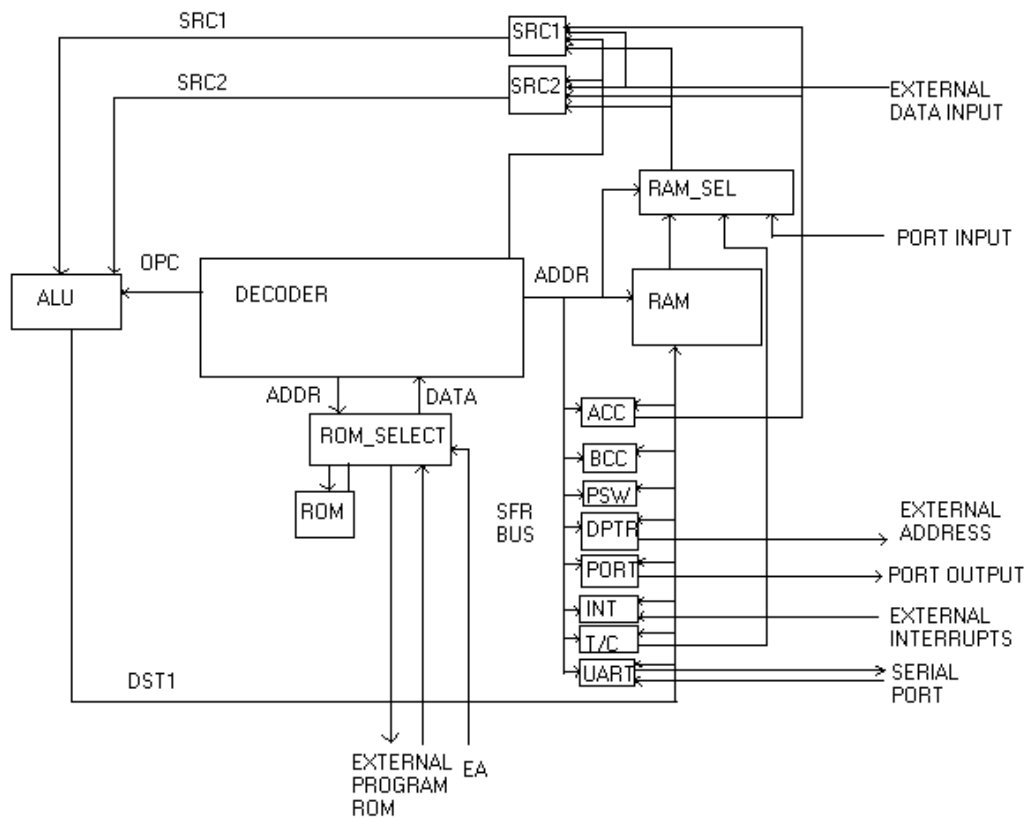 SRC1
SRC1
SRC2
SRC2
EXTERNAL
DATA INPUT
RAM_SEL
PORT INPUT
OPC
ADDR
ALU
DECODER
RAM
ADDR
DATA
ACC
ROM_SELECT
BCC
PSW
ROM
SFR
BUS
DPTR
EXTERNAL
ADDRESS
PORT
PORT OUTPUT
INT
EXTERNAL
INTERRUPTS
T/C
UART
SERIAL
PORT
DST1
EXTERNAL
PROGRAM
ROM
EA